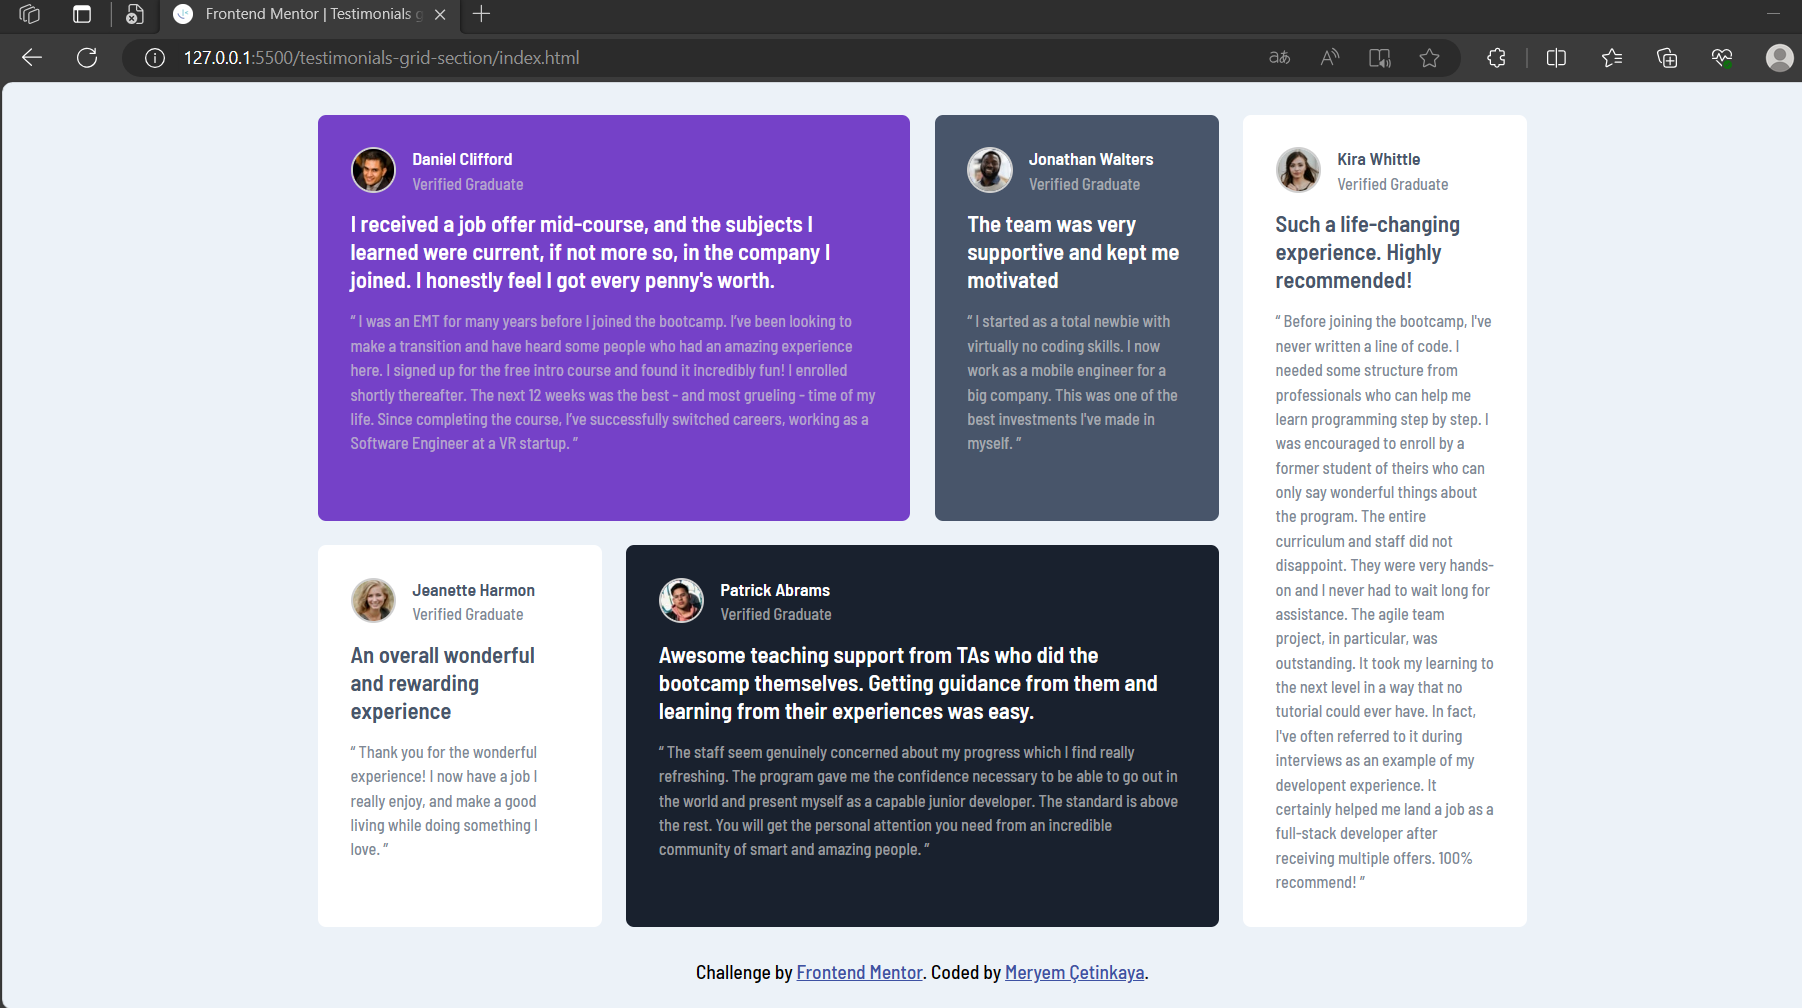 Frontend Mentor | Testimonials g
127.0.0.1:5500/testimonials-grid-section/index.html
Daniel Clifford
Verified Graduate
I received a job offer mid-course, and the subjects I
learned were current, if not more so, in the company I
joined. I honestly feel I got every penny's worth.
“ I was an EMT for many years before I joined the bootcamp. I’ve been looking to
make a transition and have heard some people who had an amazing experience
here. I signed up for the free intro course and found it incredibly fun! I enrolled
shortly thereafter. The next 12 weeks was the best - and most grueling - time of my
life. Since completing the course, I’ve successfully switched careers, working as a
Software Engineer at a VR startup. ”
Jonathan Walters
Verified Graduate
The team was very
supportive and kept me
motivated
“ I started as a total newbie with
virtually no coding skills. I now
work as a mobile engineer for a
big company. This was one of the
best investments I’ve made in
myself. ”
Kira Whittle
Verified Graduate
Such a life-changing
experience. Highly
recommended!
“ Before joining the bootcamp, I’ve
never written a line of code. I
needed some structure from
professionals who can help me
learn programming step by step. I
was encouraged to enroll by a
former student of theirs who can
only say wonderful things about
the program. The entire
curriculum and staff did not
disappoint. They were very hands-
on and I never had to wait long for
assistance. The agile team
project, in particular, was
outstanding. It took my learning to
the next level in a way that no
tutorial could ever have. In fact,
I’ve often referred to it during
interviews as an example of my
developent experience. It
certainly helped me land a job as a
full-stack developer after
receiving multiple offers. 100%
recommend! ”
Jeanette Harmon
Verified Graduate
An overall wonderful
and rewarding
experience
“ Thank you for the wonderful
experience! I now have a job I
really enjoy, and make a good
living while doing something I
love. ”
Patrick Abrams
Verified Graduate
Awesome teaching support from TAs who did the
bootcamp themselves. Getting guidance from them and
learning from their experiences was easy.
“ The staff seem genuinely concerned about my progress which I find really
refreshing. The program gave me the confidence necessary to be able to go out in
the world and present myself as a capable junior developer. The standard is above
the rest. You will get the personal attention you need from an incredible
community of smart and amazing people. ”
Challenge by Frontend Mentor. Coded by Meryem Çetinkaya.